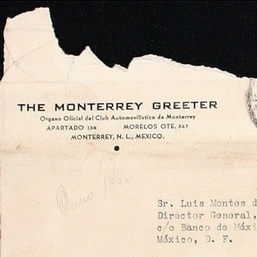 THE MONTERREY GREETER
Organo Oficial del Club Automovilistico de Monterrey
APARTADO 134 MORELOS OTE. 547
MONTERREY, N. L., MEXICO.
Sr. Luis Montes d
Director General,
c/o Banco de Méxi
México, D. F.